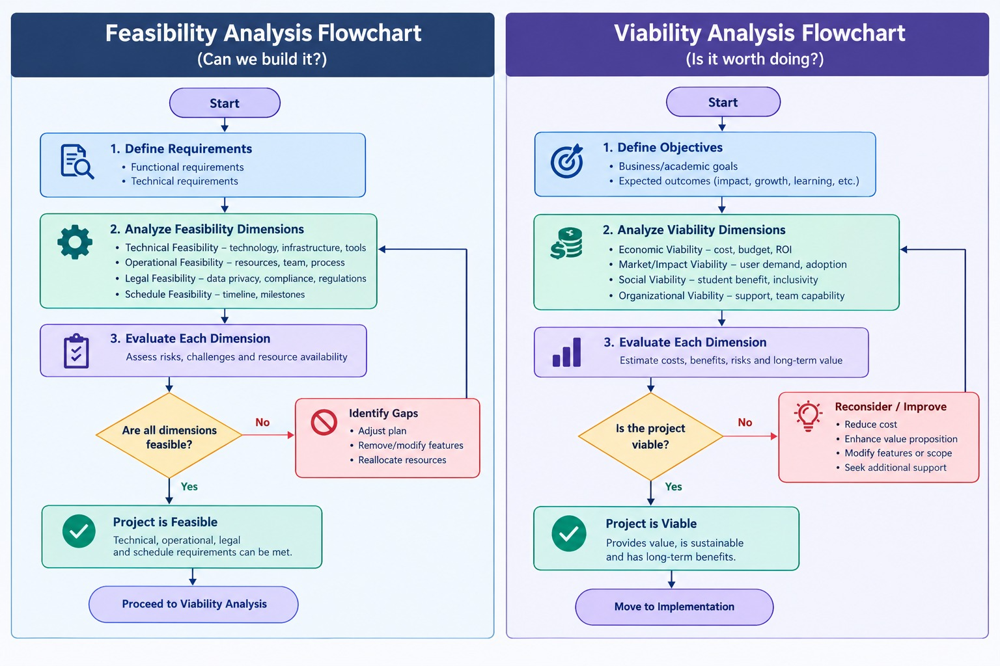 Feasibility Analysis Flowchart
(Can we build it?)
Start
1. Define Requirements
• Functional requirements
• Technical requirements
2. Analyze Feasibility Dimensions
• Technical Feasibility – technology, infrastructure, tools
• Operational Feasibility – resources, team, process
• Legal Feasibility – data privacy, compliance, regulations
• Schedule Feasibility – timeline, milestones
3. Evaluate Each Dimension
Assess risks, challenges and resource availability
Are all dimensions
feasible?
No
Identify Gaps
• Adjust plan
• Remove/modify features
• Reallocate resources
Yes
Project is Feasible
Technical, operational, legal
and schedule requirements can be met.
Proceed to Viability Analysis
Viability Analysis Flowchart
(Is it worth doing?)
Start
1. Define Objectives
• Business/academic goals
• Expected outcomes (impact, growth, learning, etc.)
$
$
2. Analyze Viability Dimensions
• Economic Viability – cost, budget, ROI
• Market/Impact Viability – user demand, adoption
• Social Viability – student benefit, inclusivity
• Organizational Viability – support, team capability
3. Evaluate Each Dimension
Estimate costs, benefits, risks and long-term value
Is the project
viable?
No
Reconsider / Improve
• Reduce cost
• Enhance value proposition
• Modify features or scope
• Seek additional support
Yes
Project is Viable
Provides value, is sustainable
and has long-term benefits.
Move to Implementation